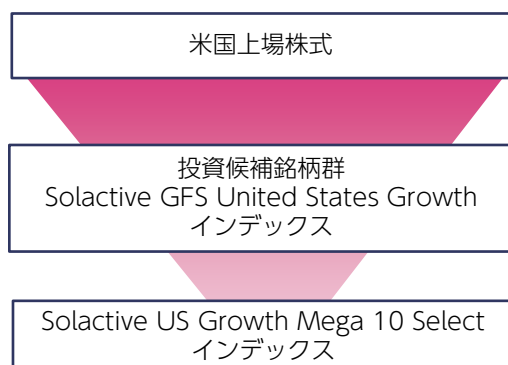 米国上場株式
投資候補銘柄群
Solactive GFS United States Growth
インデックス
Solactive US Growth Mega 10 Select
インデックス